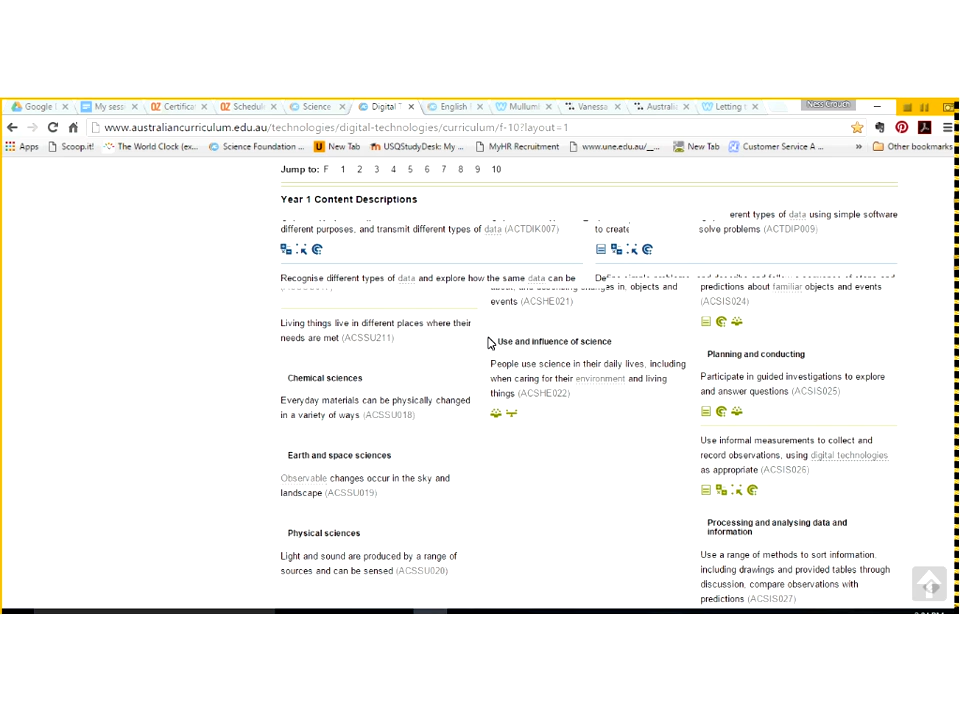 Google
My sess
Certificat
Schedule
Science
Digital T
English
Mullumb
Vanessa
Austrak
Letting t
Ness Crouch
www.australiancurriculum.edu.au/technologies/digital-technologies/curriculum/f-10?layout=1
Apps
Scoop.it!
The World Clock (ex...
Science Foundation ...
New Tab
USQStudyDesk: My ...
MyHR Recruitment
www.une.edu.au/__...
New Tab
Customer Service A ...
»
Other bookmarks
Jump to: F 1 2 3 4 5 6 7 8 9 10
Year 1 Content Descriptions
different purposes, and transmit different types of data (ACTDIK007)
to create
erent types of data using simple software
solve problems (ACTDIP009)
Recognise different types of data and explore how the same data can be
Living things live in different places where their
needs are met (ACSSU211)
Chemical sciences
Everyday materials can be physically changed
in a variety of ways (ACSSU018)
Earth and space sciences
Observable changes occur in the sky and
landscape (ACSSU019)
Physical sciences
Light and sound are produced by a range of
sources and can be sensed (ACSSU020)
in, objects and
events (ACSHE021)
Use and influence of science
People use science in their daily lives, including
when caring for their environment and living
things (ACSHE022)
predictions about familiar objects and events
(ACSIS024)
Planning and conducting
Participate in guided investigations to explore
and answer questions (ACSIS025)
Use informal measurements to collect and
record observations, using digital technologies
as appropriate (ACSIS026)
Processing and analysing data and
information
Use a range of methods to sort information,
including drawings and provided tables through
discussion, compare observations with
predictions (ACSIS027)